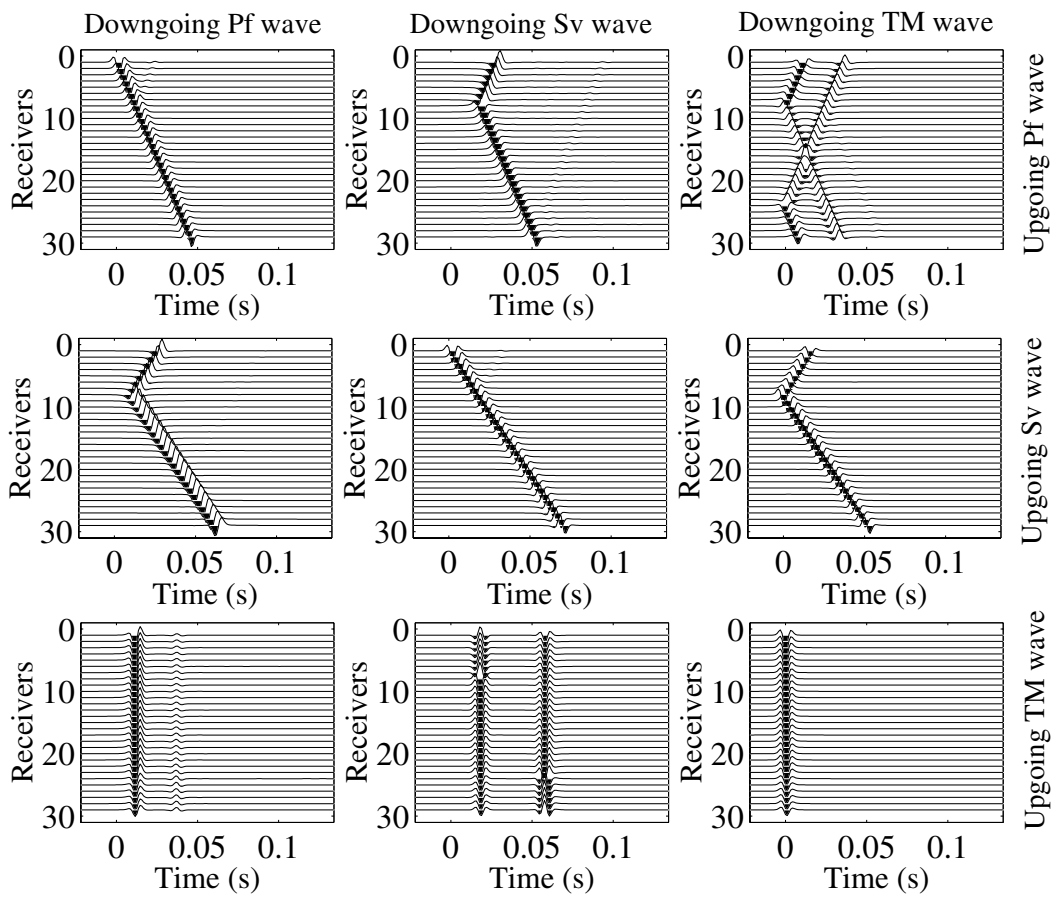 Downgoing Pf wave
Downgoing Sv wave
Downgoing TM wave
Receivers
0
10
20
30
0 0.05 0.1
Time (s)
Receivers
0
10
20
30
0 0.05 0.1
Time (s)
Receivers
0
10
20
30
0 0.05 0.1
Time (s)
Upgoing Pf wave
Receivers
0
10
20
30
0 0.05 0.1
Time (s)
Receivers
0
10
20
30
0 0.05 0.1
Time (s)
Receivers
0
10
20
30
0 0.05 0.1
Time (s)
Upgoing Sv wave
Receivers
0
10
20
30
0 0.05 0.1
Time (s)
Receivers
0
10
20
30
0 0.05 0.1
Time (s)
Receivers
0
10
20
30
0 0.05 0.1
Time (s)
Upgoing TM wave